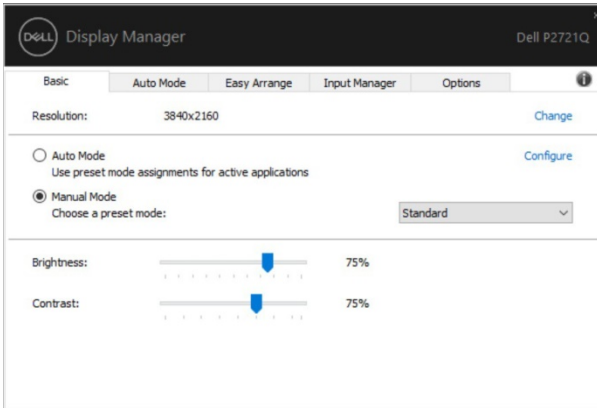 DELL Display Manager Dell P2721Q
Basic Auto Mode Easy Arrange Input Manager Options
Resolution: 3840x2160 Change
Auto Mode Configure
Use preset mode assignments for active applications
Manual Mode
Choose a preset mode: Standard
Brightness: 75%
Contrast: 75%